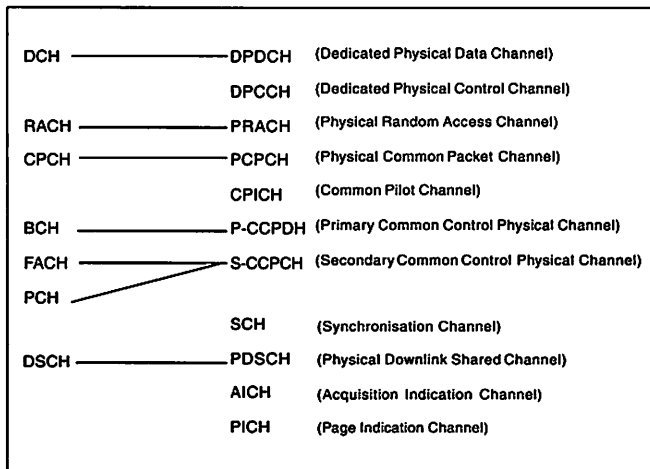 DCH DPDCH (Dedicated Physical Data Channel)
DPCCH (Dedicated Physical Control Channel)
RACH PRACH (Physical Random Access Channel)
CPCH PCPCH (Physical Common Packet Channel)
CPICH (Common Pilot Channel)
BCH P-CCPDH (Primary Common Control Physical Channel)
FACH S-CCPCH (Secondary Common Control Physical Channel)
PCH
SCH (Synchronisation Channel)
DSCH PDSCH (Physical Downlink Shared Channel)
AICH (Acquisition Indication Channel)
PICH (Page Indication Channel)